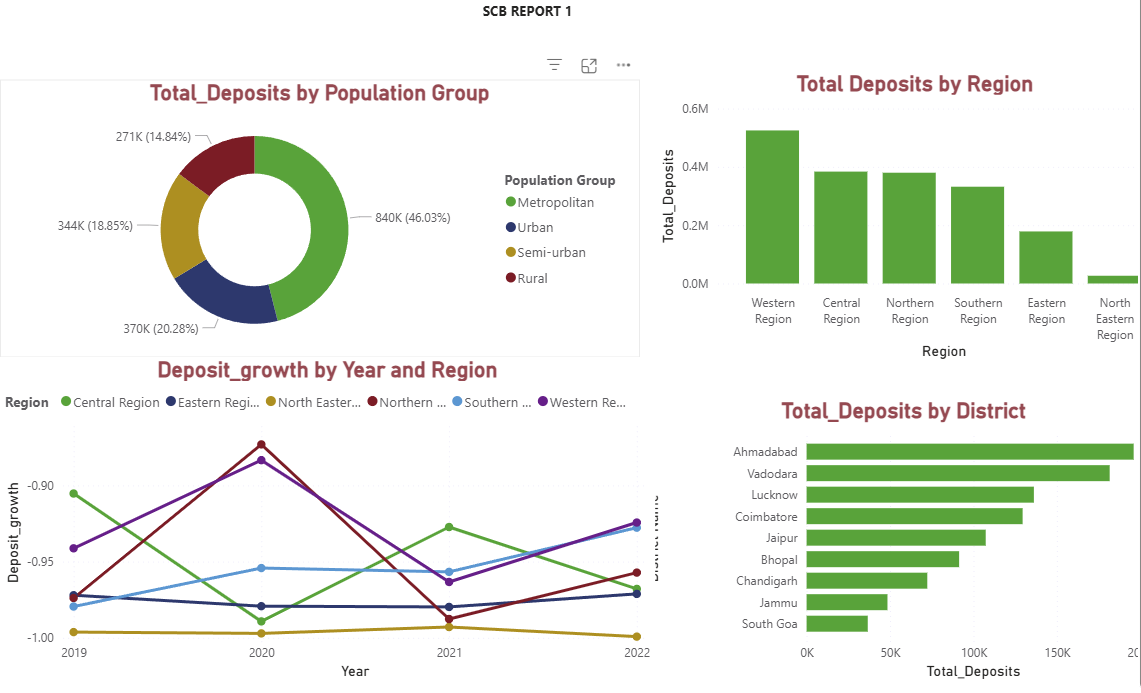 SCB REPORT 1
Total_Deposits by Population Group
271K (14.84%)
344K (18.85%)
840K (46.03%)
370K (20.28%)
Population Group
Metropolitan
Urban
Semi-urban
Rural
Total Deposits by Region
Total_Deposits
0.6M
0.4M
0.2M
0.0M
Western Region
Central Region
Northern Region
Southern Region
Eastern Region
North Eastern Region
Region
Deposit_growth by Year and Region
Region Central Region Eastern Regi... North Easter... Northern ... Southern ... Western Re...
Deposit_growth
-0.90
-0.95
-1.00
2019 2020 2021 2022
Year
Total_Deposits by District
District Name
Ahmadabad
Vadodara
Lucknow
Coimbatore
Jaipur
Bhopal
Chandigarh
Jammu
South Goa
0K 50K 100K 150K
Total_Deposits